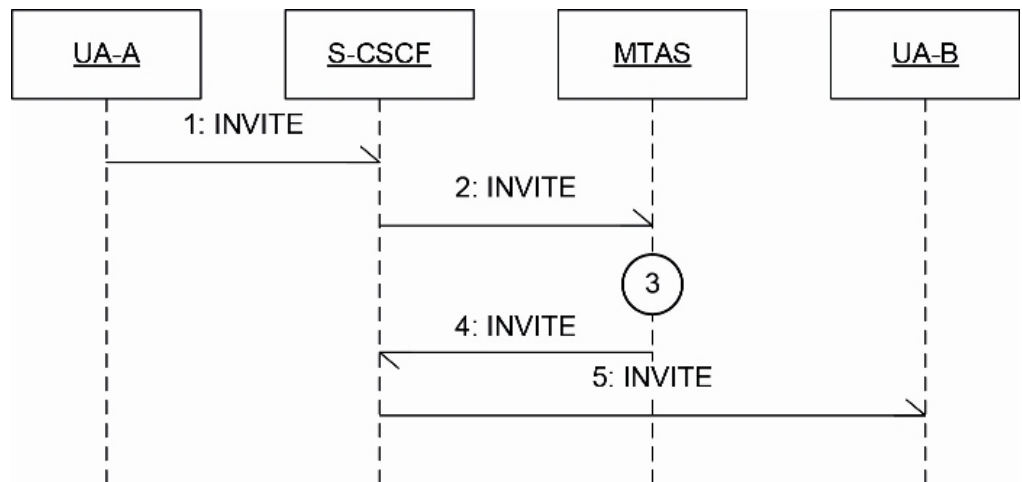 UA-A
S-CSCF
MTAS
UA-B
1: INVITE
2: INVITE
3
4: INVITE
5: INVITE